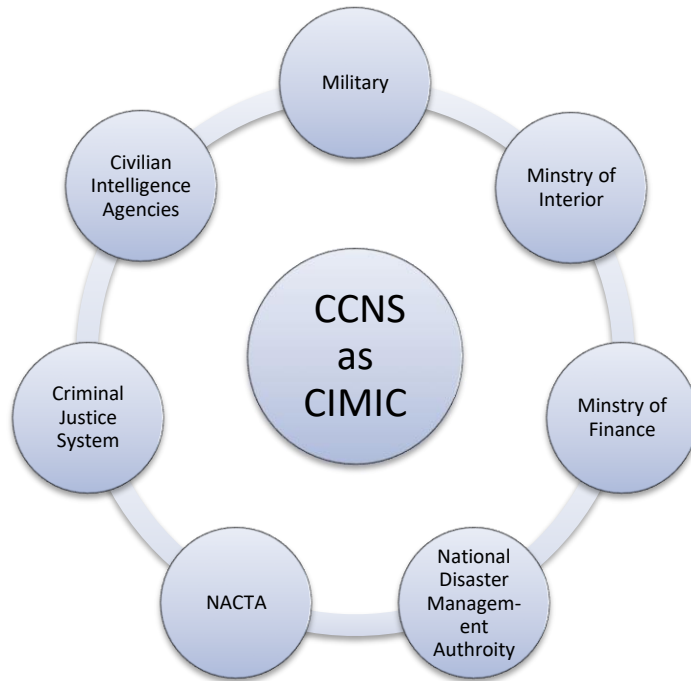 Military
Minstry of
Interior
Minstry of
Finance
National
Disaster
Managem-
ent
Authroity
NACTA
Criminal
Justice
System
Civilian
Intelligence
Agencies
CCNS
as
CIMIC